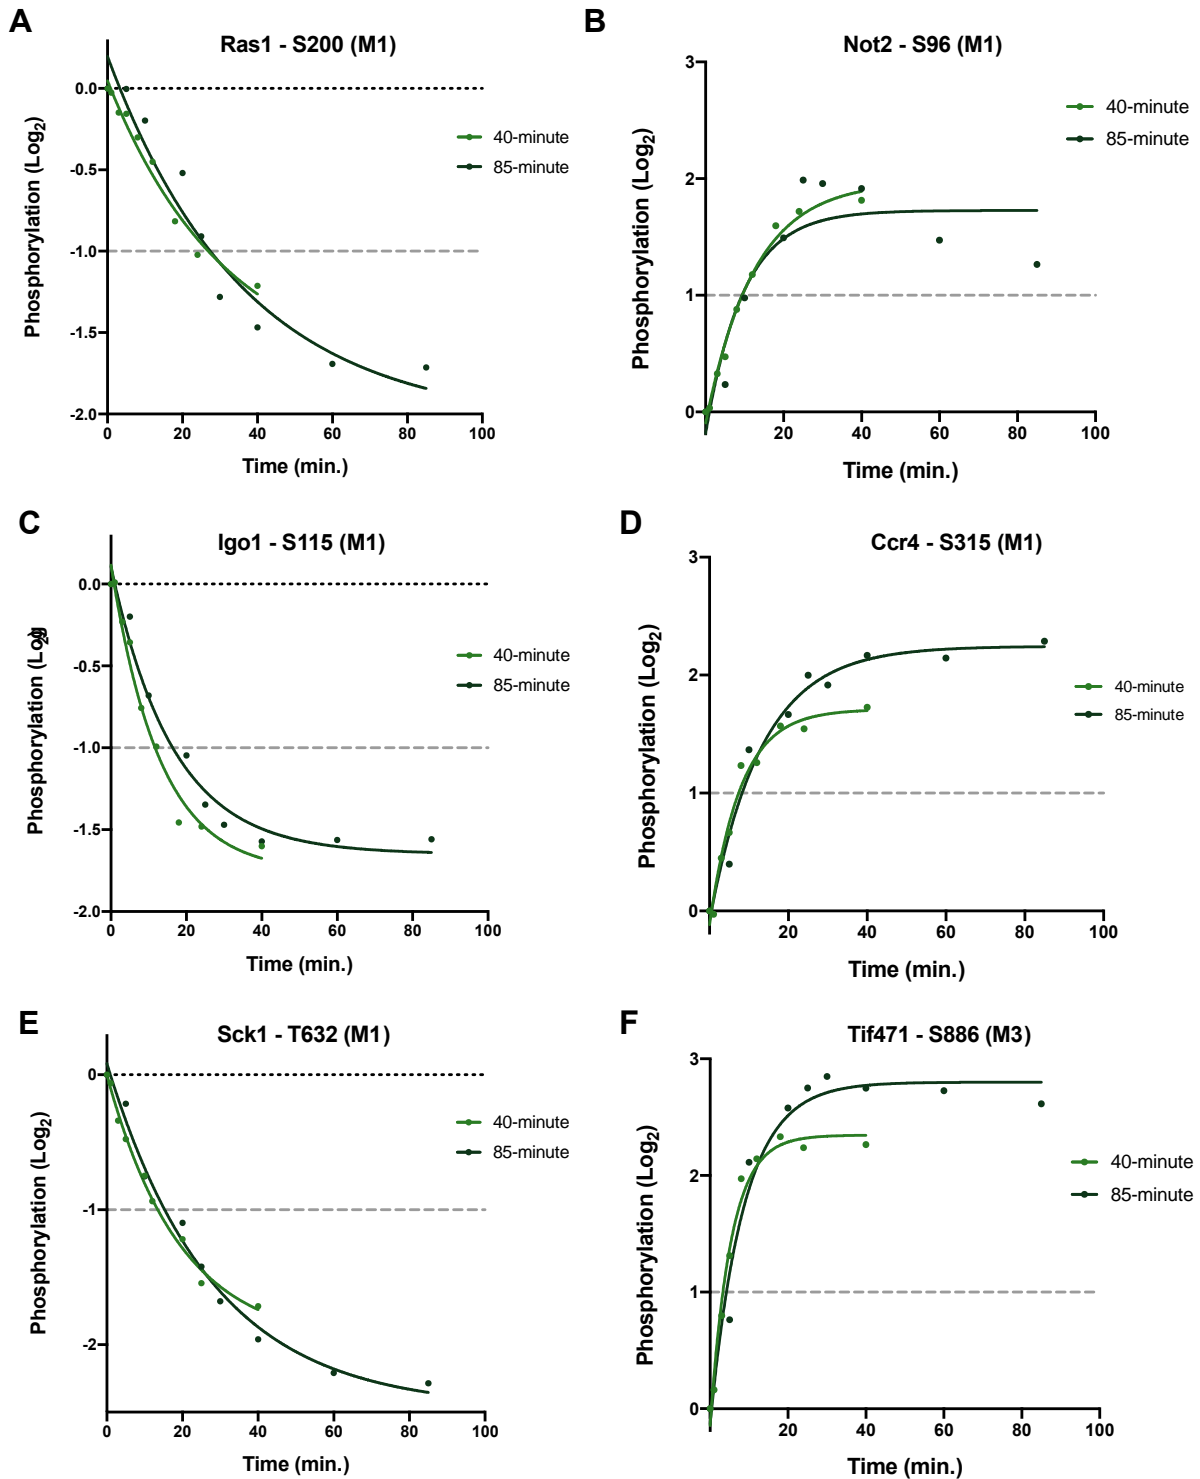 A
Ras1 - S200 (M1)
Phosphorylation (Log2)
0.0
-0.5
-1.0
-1.5
-2.0
0 20 40 60 80 100
Time (min.)
40-minute
85-minute
B
Not2 - S96 (M1)
Phosphorylation (Log2)
3
2
1
0
20 40 60 80 100
Time (min.)
40-minute
85-minute
C
Igo1 - S115 (M1)
Phosphorylation (Log2)
0.0
-0.5
-1.0
-1.5
-2.0
0 20 40 60 80 100
Time (min.)
40-minute
85-minute
D
Ccr4 - S315 (M1)
Phosphorylation (Log2)
3
2
1
0
20 40 60 80 100
Time (min.)
40-minute
85-minute
E
Sck1 - T632 (M1)
Phosphorylation (Log2)
0
-1
-2
0 20 40 60 80 100
Time (min.)
40-minute
85-minute
F
Tif471 - S886 (M3)
Phosphorylation (Log2)
3
2
1
0
20 40 60 80 100
Time (min.)
40-minute
85-minute